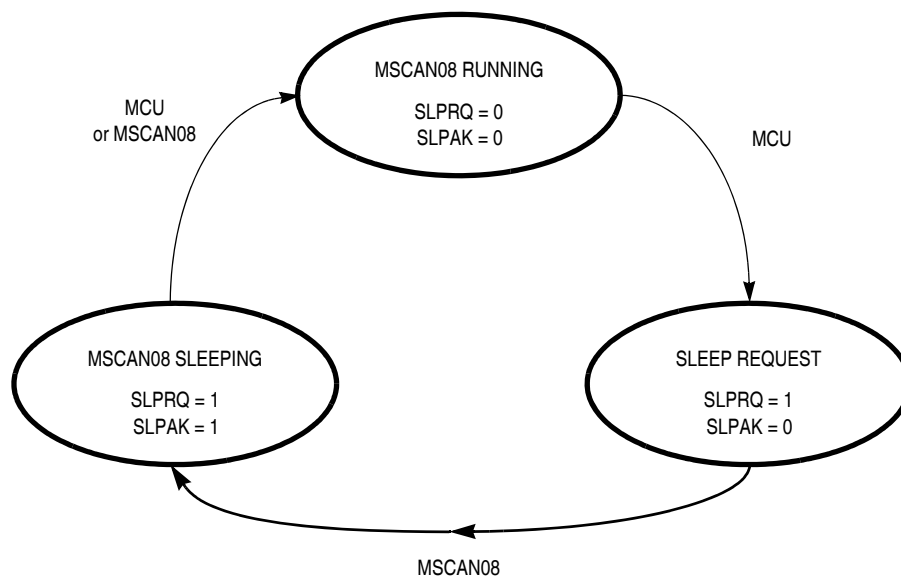 MSCAN08 RUNNING
SLPRQ = 0
SLPAK = 0
MCU
or MSCAN08
MCU
MSCAN08 SLEEPING
SLPRQ = 1
SLPAK = 1
SLEEP REQUEST
SLPRQ = 1
SLPAK = 0
MSCAN08